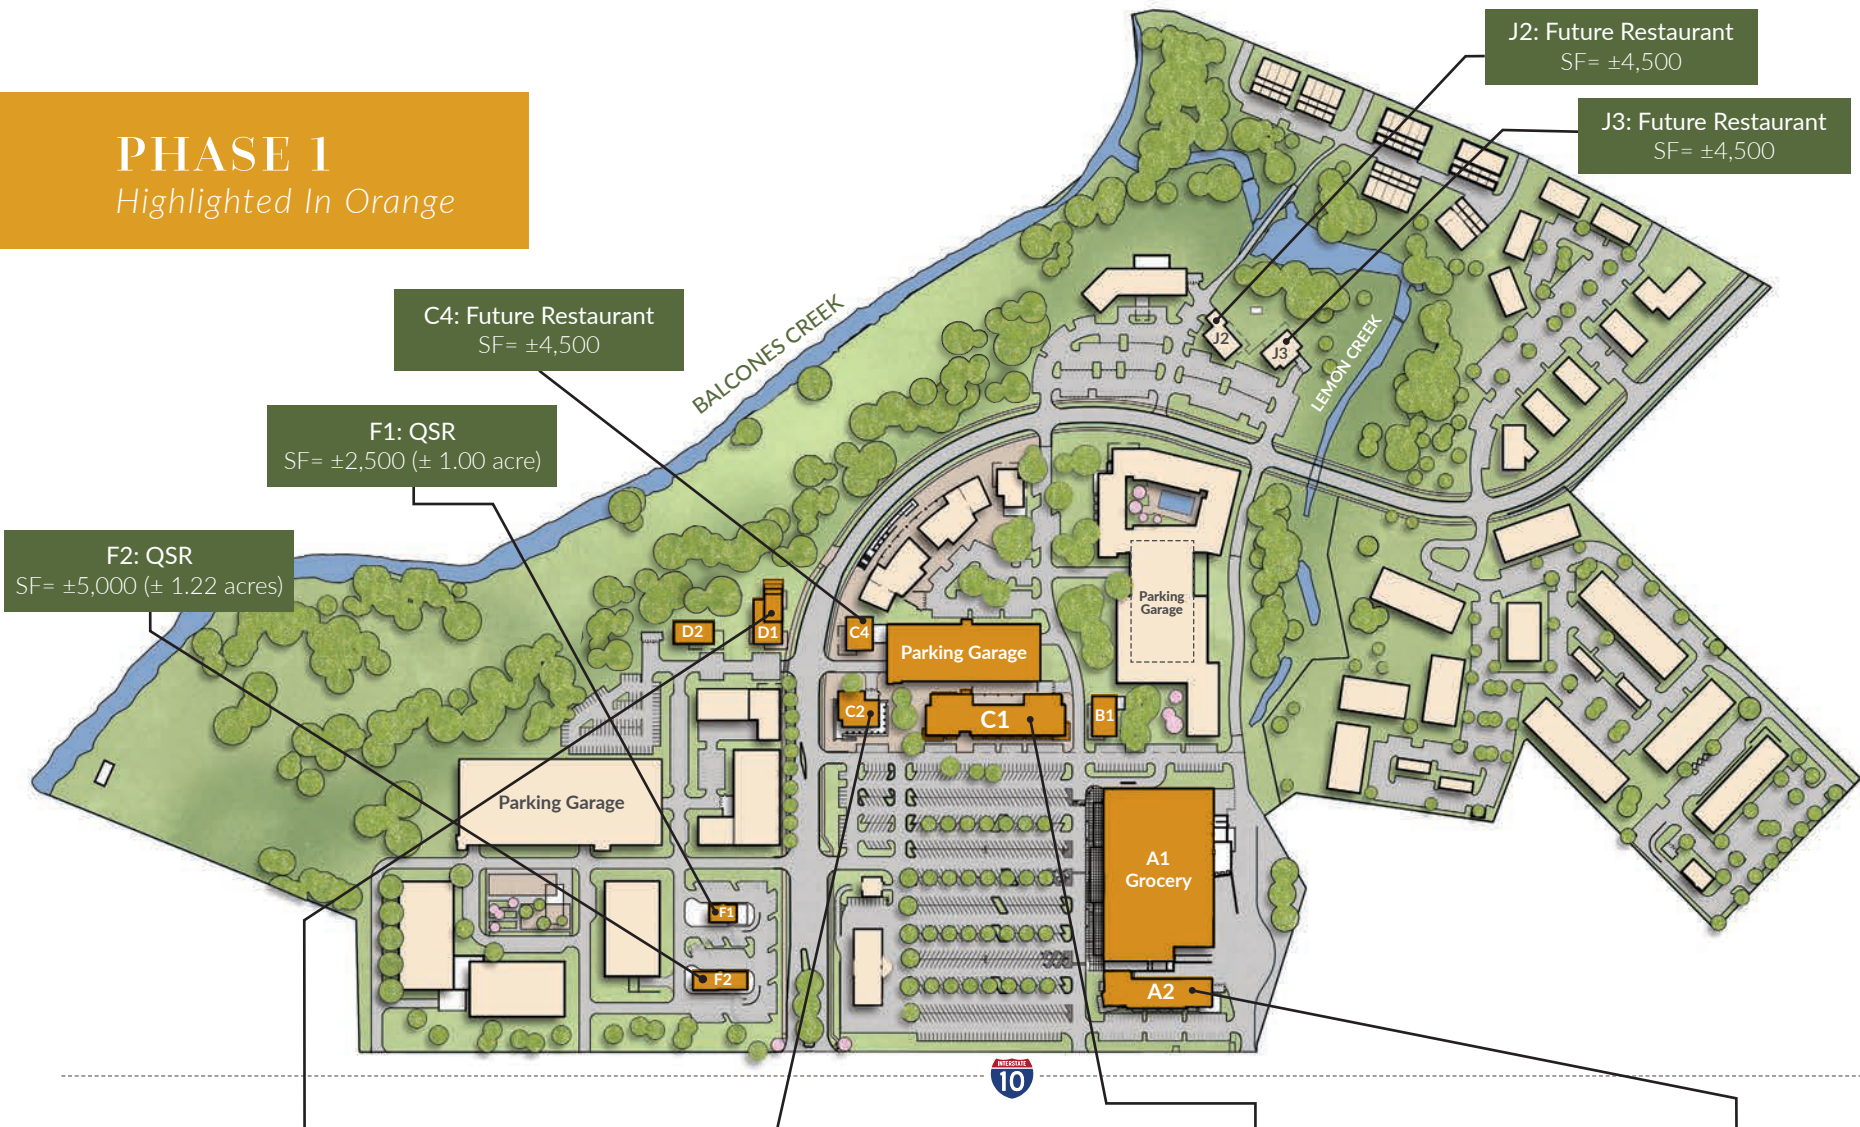 PHASE 1
Highlighted In Orange
J2: Future Restaurant
SF= ±4,500
J3: Future Restaurant
SF= ±4,500
C4: Future Restaurant
SF= ±4,500
F1: QSR
SF= ±2,500 (± 1.00 acre)
F2: QSR
SF= ±5,000 (± 1.22 acres)
BALCONES CREEK
LEMON CREEK
J2
J3
Parking
Garage
D2
D1
C4
Parking Garage
C2
C1
B1
Parking Garage
A1
Grocery
F1
F2
A2
INTERSTATE
10